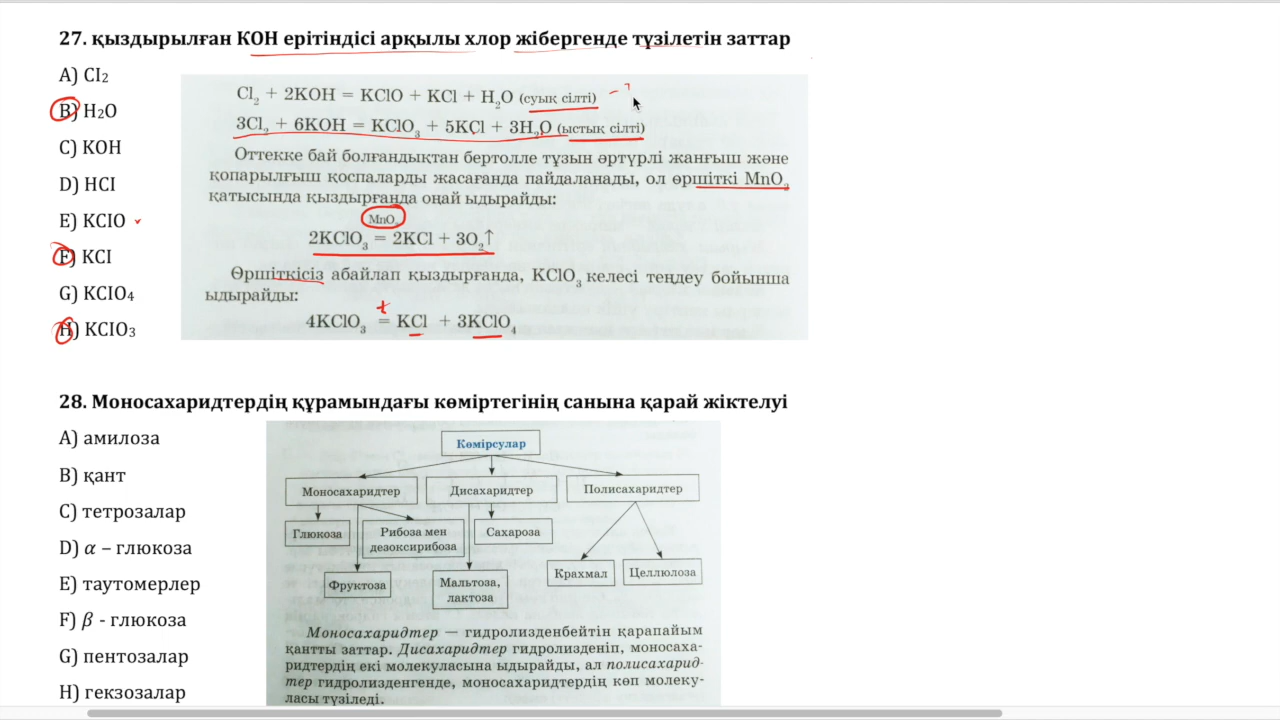 27. қыздырылған КОН ерітіндісі арқылы хлор жібергенде түзілетін заттар
A) CI₂
B) H₂O
C) KOH
D) HCI
E) KCIO
F) KCI
G) KCIO₄
H) KCIO₃
Cl₂ + 2KOH = KClO + KCl + H₂O (суық сілті)
3Cl₂ + 6KOH = KClO₃ + 5KCl + 3H₂O (ыстық сілті)
Оттекке бай болғандықтан бертолле тұзын әртүрлі жанғыш және
қопарылғыш қоспаларды жасағанда пайдаланады, ол өршіткі MnO₂
қатысында қыздырғанда оңай ыдырайды:
MnO₂
2KClO₃ = 2KCl + 3O₂↑
Өршіткісіз абайлап қыздырғанда, KClO₃ келесі теңдеу бойынша
ыдырайды:
t
4KClO₃ = KCl + 3KClO₄
28. Моносахаридтердің құрамындағы көміртегінің санына қарай жіктелуі
A) амилоза
B) қант
C) тетрозалар
D) α – глюкоза
E) таутомерлер
F) β - глюкоза
G) пентозалар
H) гекзозалар
Көмірсулар
Моносахаридтер
Дисахаридтер
Полисахаридтер
Глюкоза
Рибоза мен
дезоксирибоза
Сахароза
Фруктоза
Мальтоза,
лактоза
Крахмал
Целлюлоза
Моносахаридтер — гидролизденбейтін қарапайым
қантты заттар. Дисахаридтер гидролизденіп, моносаха-
ридтердің екі молекуласына ыдырайды, ал полисахарид-
тер гидролизденгенде, моносахаридтердің көп молеку-
ласы түзіледі.